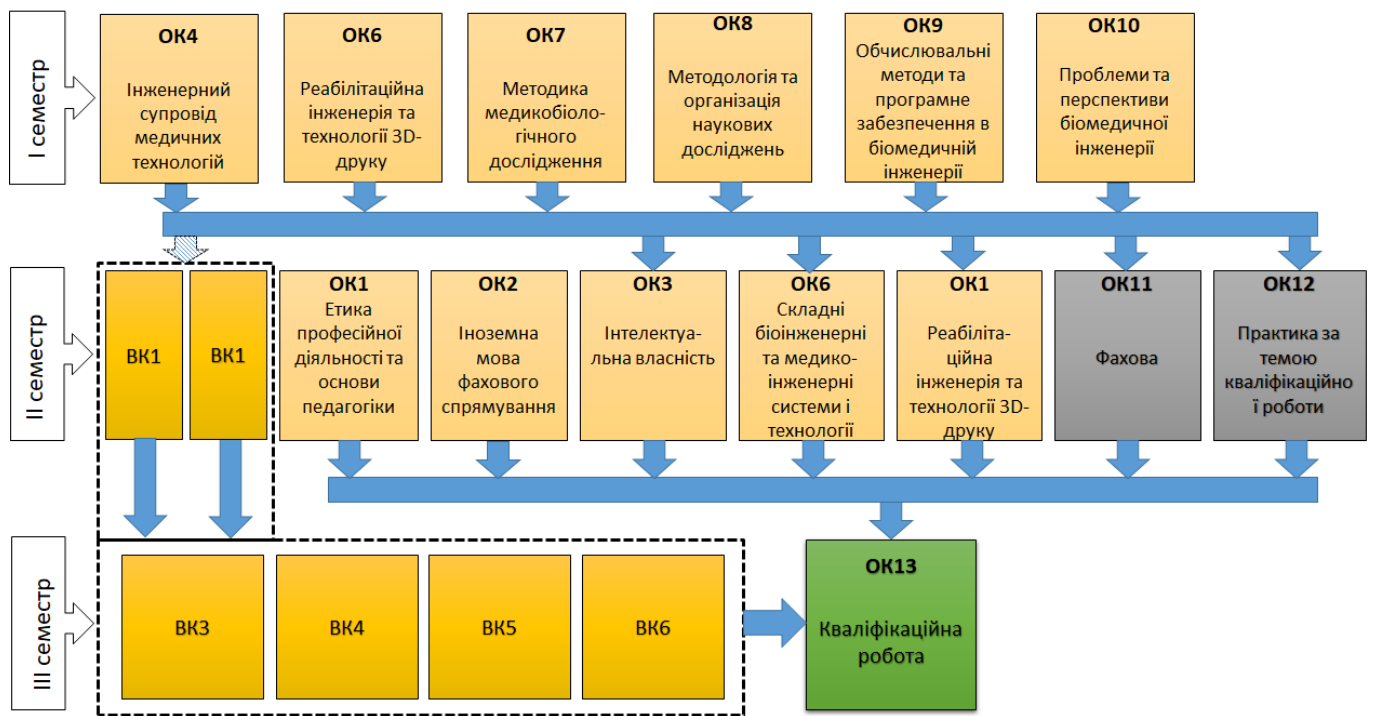 I семестр
ОК4
Інженерний
супровід
медичних
технологій
ОК6
Реабілітаційна
інженерія та
технології 3D-
друку
ОК7
Методика
медикобіоло-
гічного
дослідження
ОК8
Методологія та
організація
наукових
досліджень
ОК9
Обчислювальні
методи та
програмне
забезпечення в
біомедичній
інженерії
ОК10
Проблеми та
перспективи
біомедичної
інженерії
II семестр
ВК1
ВК1
ОК1
Етика
професійної
діяльності та
основи
педагогіки
ОК2
Іноземна
мова
фахового
спрямування
ОК3
Інтелектуа-
льна власність
ОК6
Складні
біоінженерні
та медико-
інженерні
системи і
технології
ОК1
Реабіліта-
ційна
інженерія та
технології 3D-
друку
ОК11
Фахова
ОК12
Практика за
темою
кваліфікаційно
ї роботи
III семестр
ВК3
ВК4
ВК5
ВК6
ОК13
Кваліфікаційна
робота